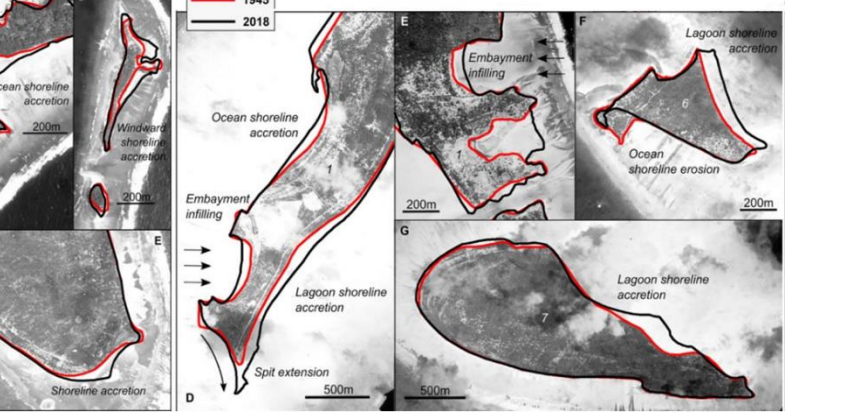 1943
2018
ocean shoreline
accretion
200m
Windward
shoreline
accretion
200m
E
Shoreline accretion
Ocean shoreline
accretion
1
Embayment
infilling
Lagoon shoreline
accretion
Spit extension
D
500m
E
Embayment
infilling
1
200m
F
Lagoon shoreline
accretion
6
Ocean
shoreline erosion
200m
G
Lagoon shoreline
accretion
7
500m